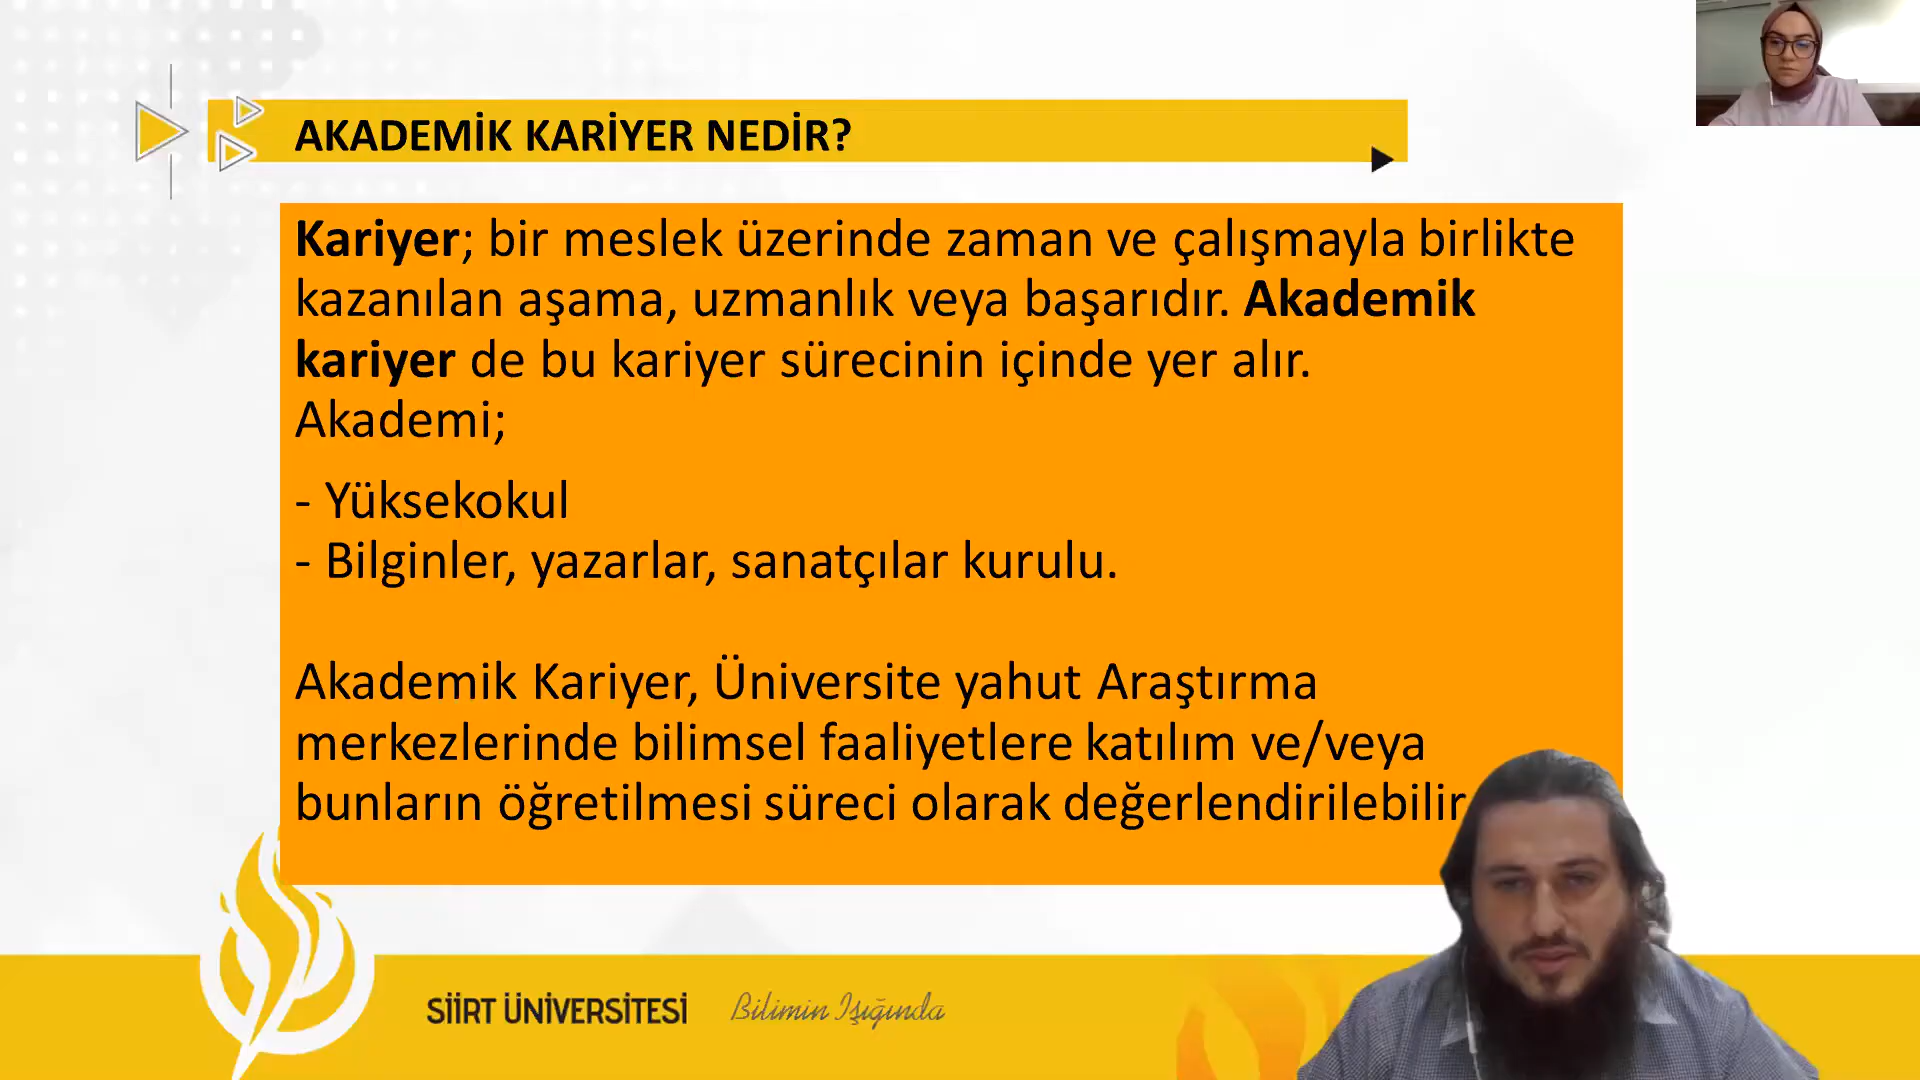 AKADEMİK KARİYER NEDİR?
Kariyer; bir meslek üzerinde zaman ve çalışmayla birlikte
kazanılan aşama, uzmanlık veya başarıdır. Akademik
kariyer de bu kariyer sürecinin içinde yer alır.
Akademi;
- Yüksekokul
- Bilginler, yazarlar, sanatçılar kurulu.
Akademik Kariyer, Üniversite yahut Araştırma
merkezlerinde bilimsel faaliyetlere katılım ve/veya
bunların öğretilmesi süreci olarak değerlendirilebilir
SİİRT ÜNİVERSİTESİ
Bilimin Işığında